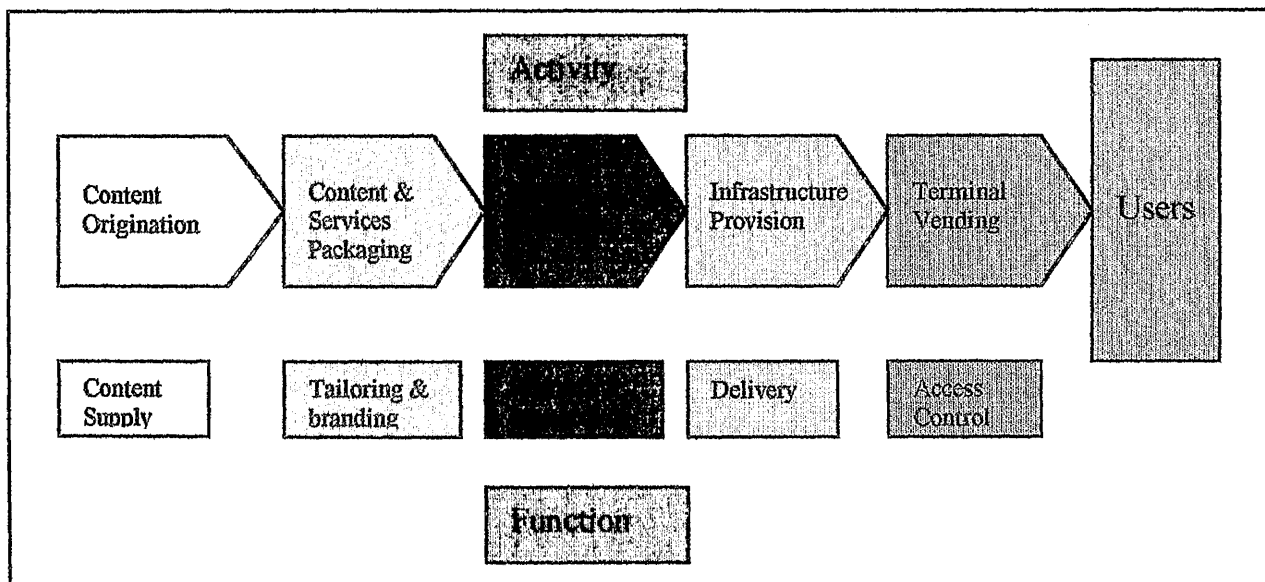 Activity
Content
Origination
Content &
Services
Packaging
Infrastructure
Provision
Terminal
Vending
Users
Content
Supply
Tailoring &
branding
Delivery
Access
Control
Function